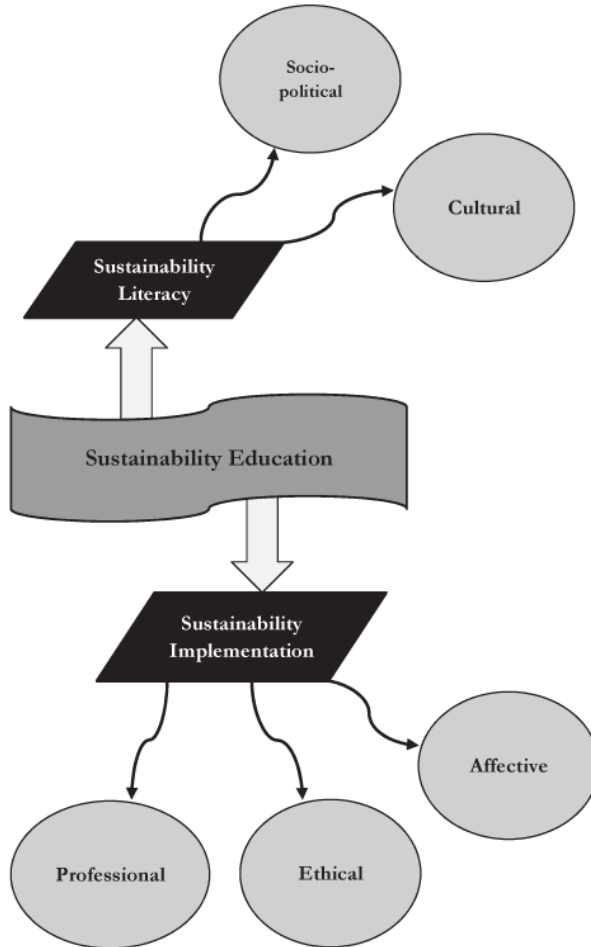 Socio-
political
Cultural
Sustainability
Literacy
Sustainability Education
Sustainability
Implementation
Affective
Professional
Ethical